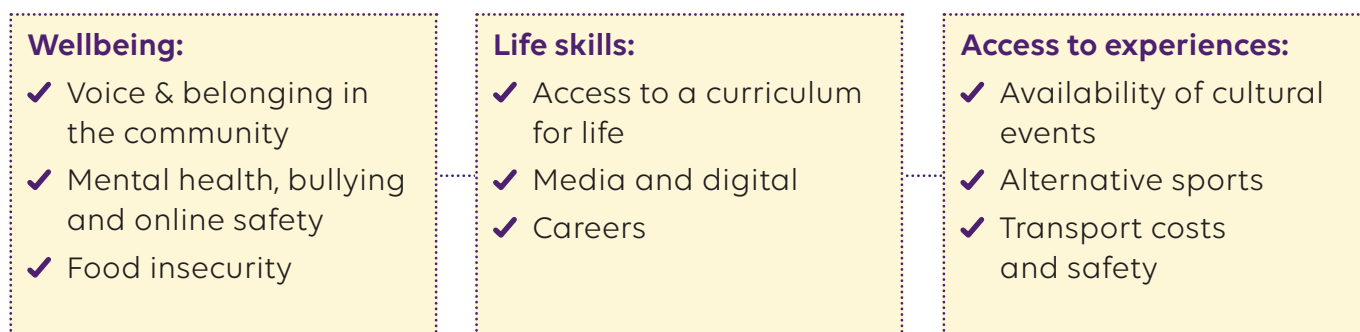 Wellbeing:
✓ Voice & belonging in
the community
✓ Mental health, bullying
and online safety
✓ Food insecurity
Life skills:
✓ Access to a curriculum
for life
✓ Media and digital
✓ Careers
Access to experiences:
✓ Availability of cultural
events
✓ Alternative sports
✓ Transport costs
and safety